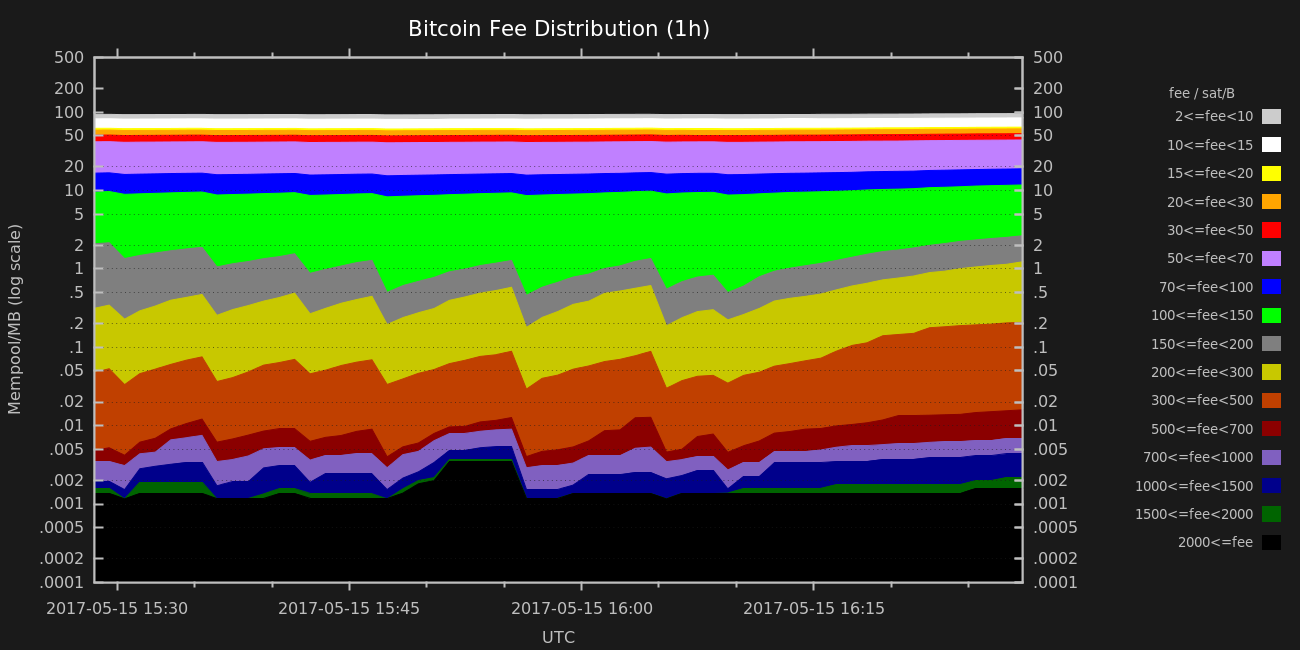 Bitcoin Fee Distribution (1h)
500
200
100
50
20
10
5
2
1
.5
.2
.1
.05
.02
.01
.005
.002
.001
.0005
.0002
.0001
Mempool/MB (log scale)
500
200
100
50
20
10
5
2
1
.5
.2
.1
.05
.02
.01
.005
.002
.001
.0005
.0002
.0001
2017-05-15 15:30 2017-05-15 15:45 2017-05-15 16:00 2017-05-15 16:15
UTC
fee / sat/B
2<=fee<10
10<=fee<15
15<=fee<20
20<=fee<30
30<=fee<50
50<=fee<70
70<=fee<100
100<=fee<150
150<=fee<200
200<=fee<300
300<=fee<500
500<=fee<700
700<=fee<1000
1000<=fee<1500
1500<=fee<2000
2000<=fee